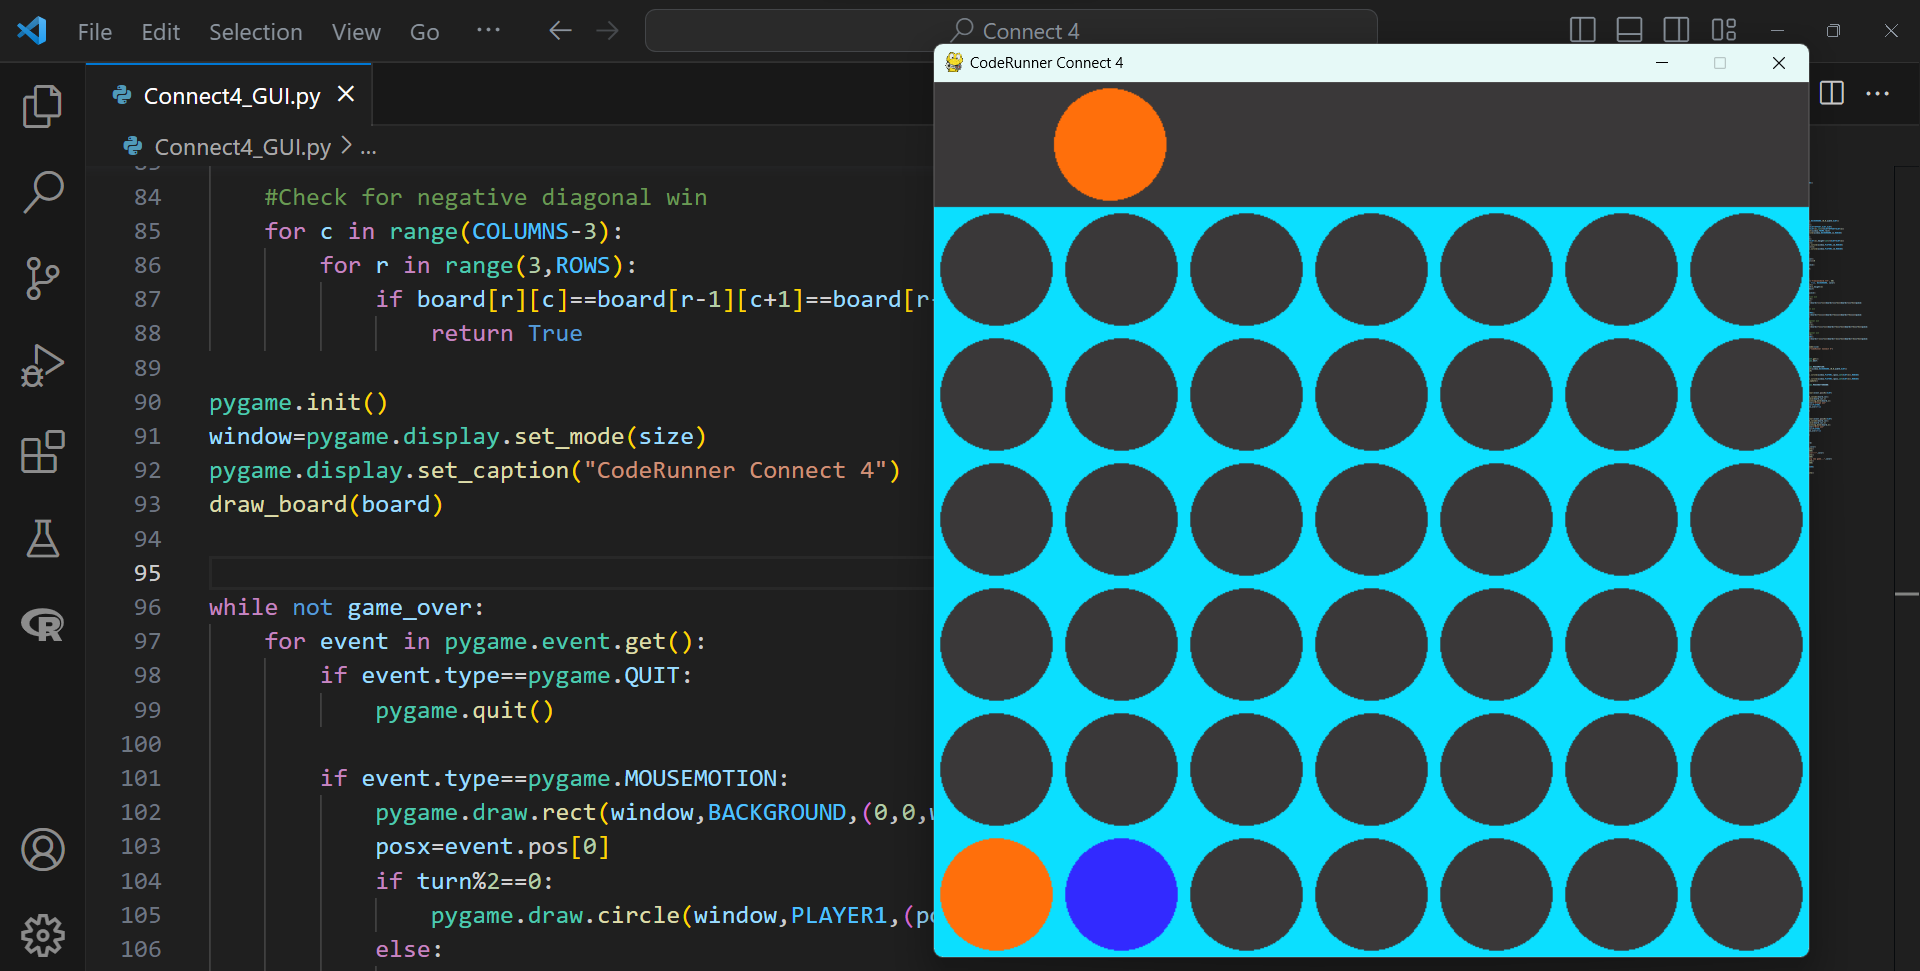 File Edit Selection View Go ···
Connect 4
Connect4_GUI.py
Connect4_GUI.py > ...
84 #Check for negative diagonal win
85 for c in range(COLUMNS-3):
86 for r in range(3,ROWS):
87 if board[r][c]==board[r-1][c+1]==board[r-
88 return True
89
90 pygame.init()
91 window=pygame.display.set_mode(size)
92 pygame.display.set_caption("CodeRunner Connect 4")
93 draw_board(board)
94
95
96 while not game_over:
97 for event in pygame.event.get():
98 if event.type==pygame.QUIT:
99 pygame.quit()
100
101 if event.type==pygame.MOUSEMOTION:
102 pygame.draw.rect(window,BACKGROUND,(0,0,
103 posx=event.pos[0]
104 if turn%2==0:
105 pygame.draw.circle(window,PLAYER1,(po
106 else:
CodeRunner Connect 4